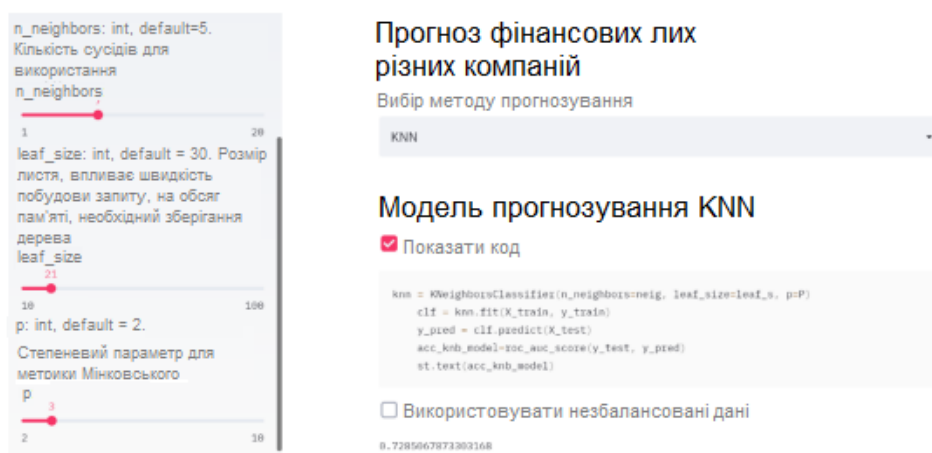 n_neighbors: int, default=5.
Кількість сусідів для
використання
n_neighbors
7
1 20
leaf_size: int, default = 30. Розмір
листя, впливає швидкість
побудови запиту, на обсяг
пам'яті, необхідний зберігання
дерева
leaf_size
21
10 100
p: int, default = 2.
Степеневий параметр для
метрики Мінковського
p
3
2 10
Прогноз фінансових лих
різних компаній
Вибір методу прогнозування
KNN
Модель прогнозування KNN
Показати код
knn = KNeighborsClassifier(n_neighbors=neig, leaf_size=leaf_s, p=P)
clf = knn.fit(X_train, y_train)
y_pred = clf.predict(X_test)
acc_knb_model=roc_auc_score(y_test, y_pred)
st.text(acc_knb_model)
Використовувати незбалансовані дані
0.7285067873303168